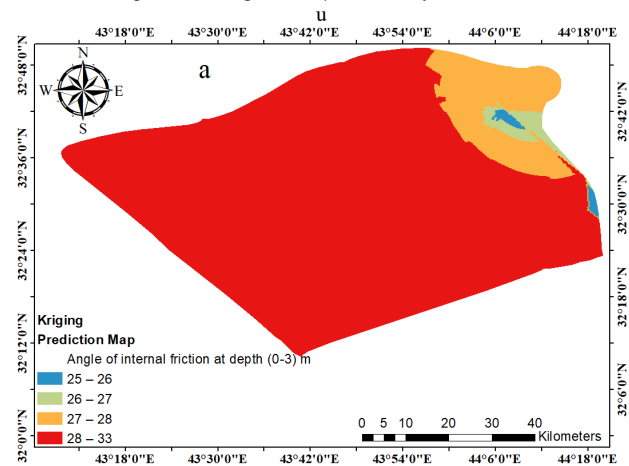 u
43°18'0"E 43°30'0"E 43°42'0"E 43°54'0"E 44°6'0"E 44°18'0"E
a
N
W E
S
32°48'0"N
32°36'0"N
32°24'0"N
32°12'0"N
32°0'0"N
32°42'0"N
32°30'0"N
32°18'0"N
32°6'0"N
Kriging
Prediction Map
Angle of internal friction at depth (0-3) m
25 – 26
26 – 27
27 – 28
28 – 33
0 5 10 20 30 40
Kilometers
43°18'0"E 43°30'0"E 43°42'0"E 43°54'0"E 44°6'0"E 44°18'0"E